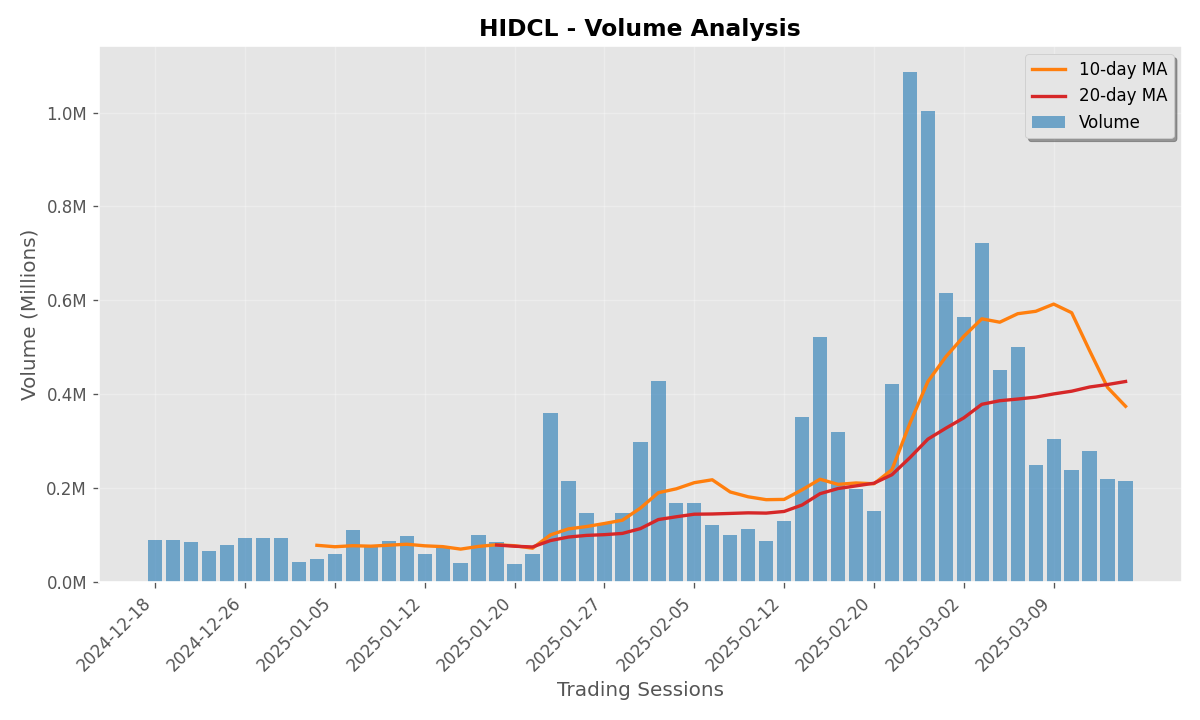 HIDCL - Volume Analysis
10-day MA
20-day MA
Volume
Volume (Millions)
1.0M
0.8M
0.6M
0.4M
0.2M
0.0M
2024-12-18
2024-12-26
2025-01-05
2025-01-12
2025-01-20
2025-01-27
2025-02-05
2025-02-12
2025-02-20
2025-03-02
2025-03-09
Trading Sessions